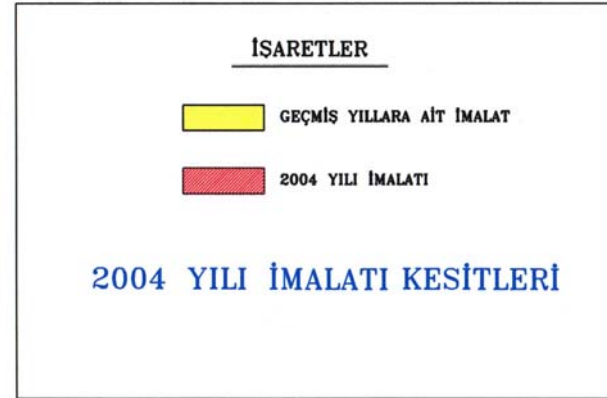 İŞARETLER
GEÇMİŞ YILLARA AİT İMALAT
2004 YILI İMALATI
2004 YILI İMALATI KESİTLERİ